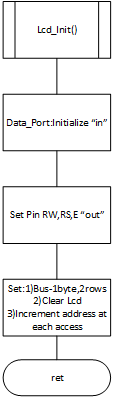 Lcd_Init()
Data_Port:Initialize “in”
Set Pin RW,RS,E “out”
Set:1)Bus-1byte,2rows
2)Clear Lcd
3)Increment address at
each access
ret